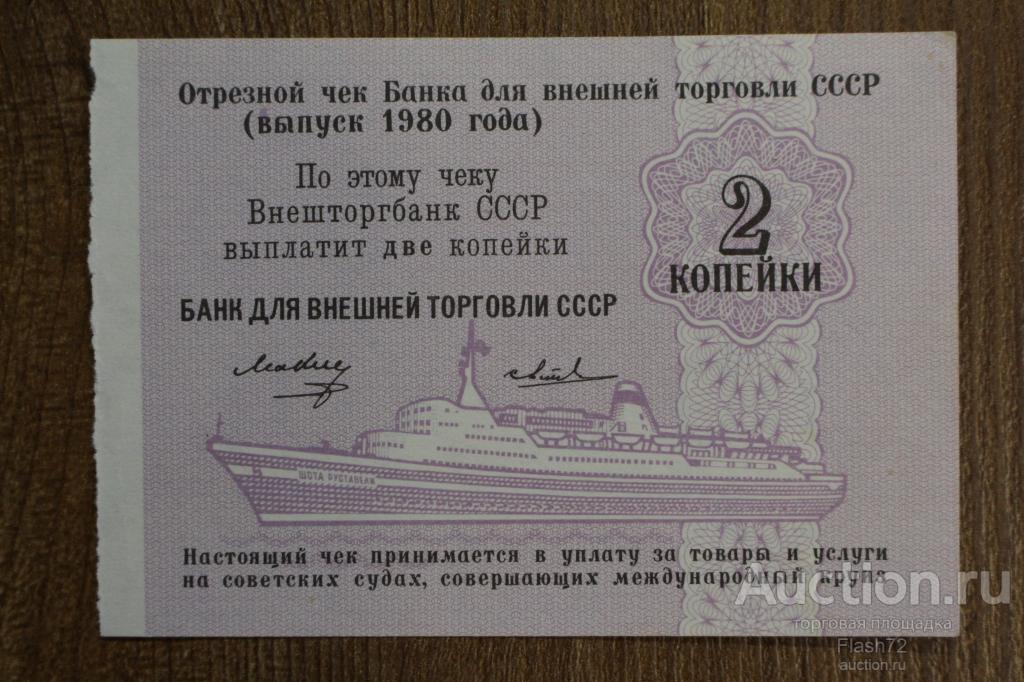 Отрезной чек Банка для внешней торговли СССР
(выпуск 1980 года)
По этому чеку
Внешторгбанк СССР
выплатит две копейки
2
КОПЕЙКИ
БАНК ДЛЯ ВНЕШНЕЙ ТОРГОВЛИ СССР
ШОТА РУСТАВЕЛИ
Настоящий чек принимается в уплату за товары и услуги
на советских судах, совершающих международный круиз
Auction.ru
торговая площадка
Flash72
auction.ru